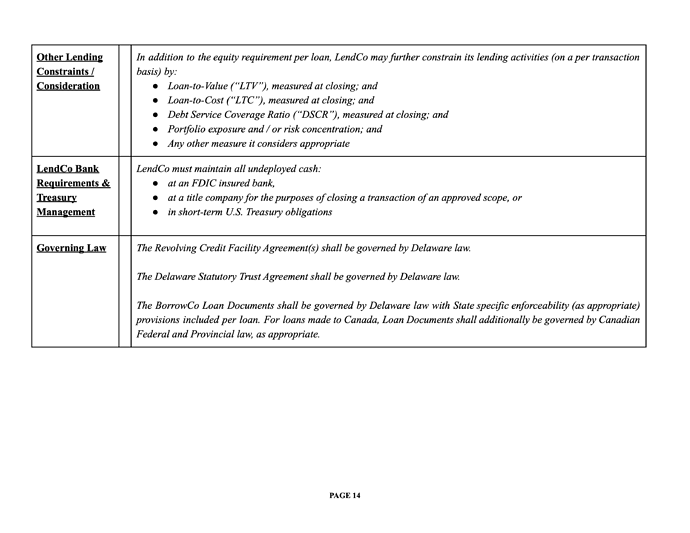 Other Lending
Constraints /
Consideration
In addition to the equity requirement per loan, LendCo may further constrain its lending activities (on a per transaction
basis) by:
● Loan-to-Value (“LTV”), measured at closing; and
● Loan-to-Cost (“LTC”), measured at closing; and
● Debt Service Coverage Ratio (“DSCR”), measured at closing; and
● Portfolio exposure and / or risk concentration; and
● Any other measure it considers appropriate
LendCo Bank
Requirements &
Treasury
Management
LendCo must maintain all undeployed cash:
● at an FDIC insured bank,
● at a title company for the purposes of closing a transaction of an approved scope, or
● in short-term U.S. Treasury obligations
Governing Law
The Revolving Credit Facility Agreement(s) shall be governed by Delaware law.
The Delaware Statutory Trust Agreement shall be governed by Delaware law.
The BorrowCo Loan Documents shall be governed by Delaware law with State specific enforceability (as appropriate)
provisions included per loan. For loans made to Canada, Loan Documents shall additionally be governed by Canadian
Federal and Provincial law, as appropriate.
PAGE 14